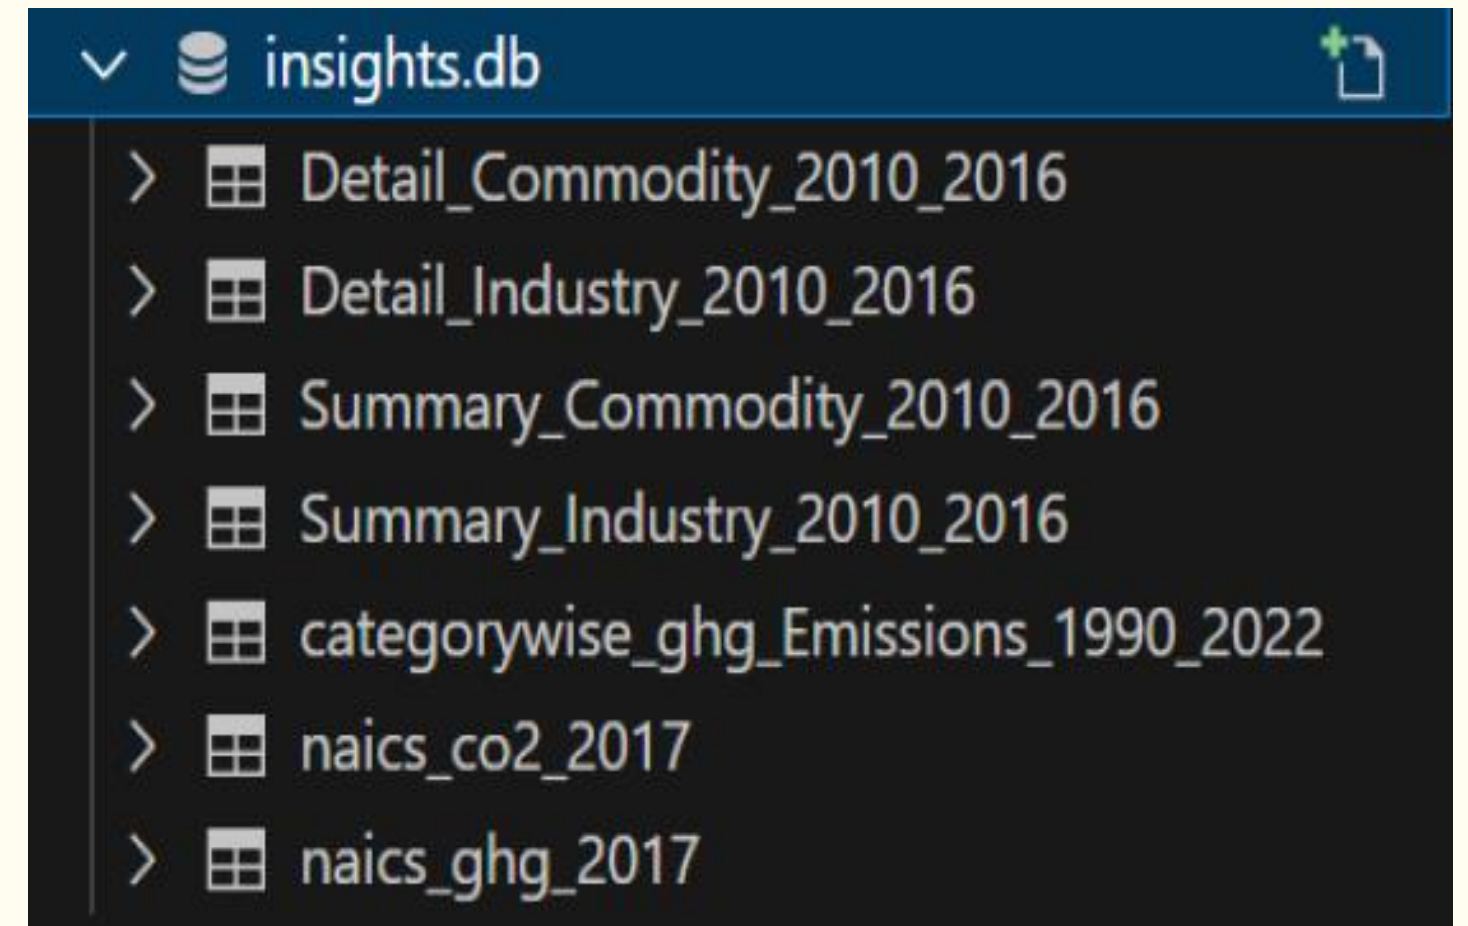 insights.db
Detail_Commodity_2010_2016
Detail_Industry_2010_2016
Summary_Commodity_2010_2016
Summary_Industry_2010_2016
categorywise_ghg_Emissions_1990_2022
naics_co2_2017
naics_ghg_2017